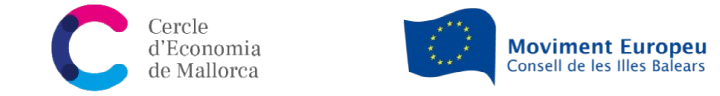 Cercle
d'Economia
de Mallorca
Moviment Europeu
Consell de les Illes Balears